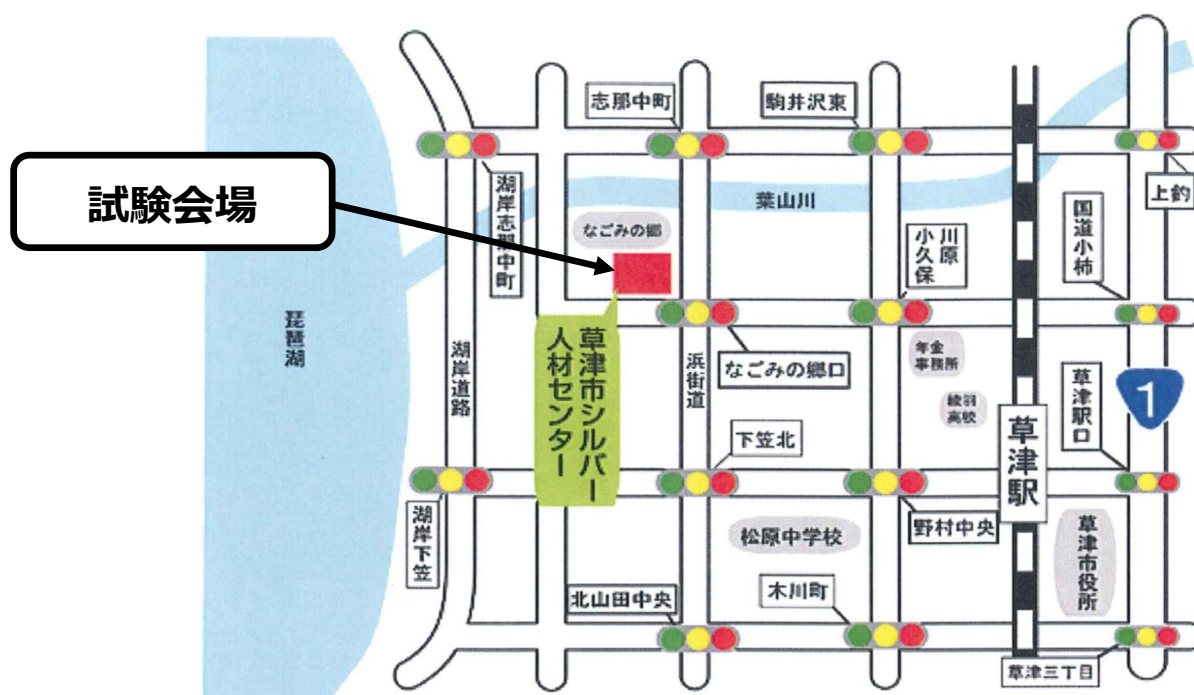 志那中町
駒井沢東
試験会場
湖岸志那中町
なごみの郷
葉山川
川原
小久保
国道小柿
上鈎
琵琶湖
湖岸道路
草津市シルバー
人材センター
浜街道
なごみの郷口
年金
事務所
綾羽
高校
草津駅
草津駅口
1
下笠北
湖岸下笠
松原中学校
野村中央
草津市役所
北山田中央
木川町
草津三丁目